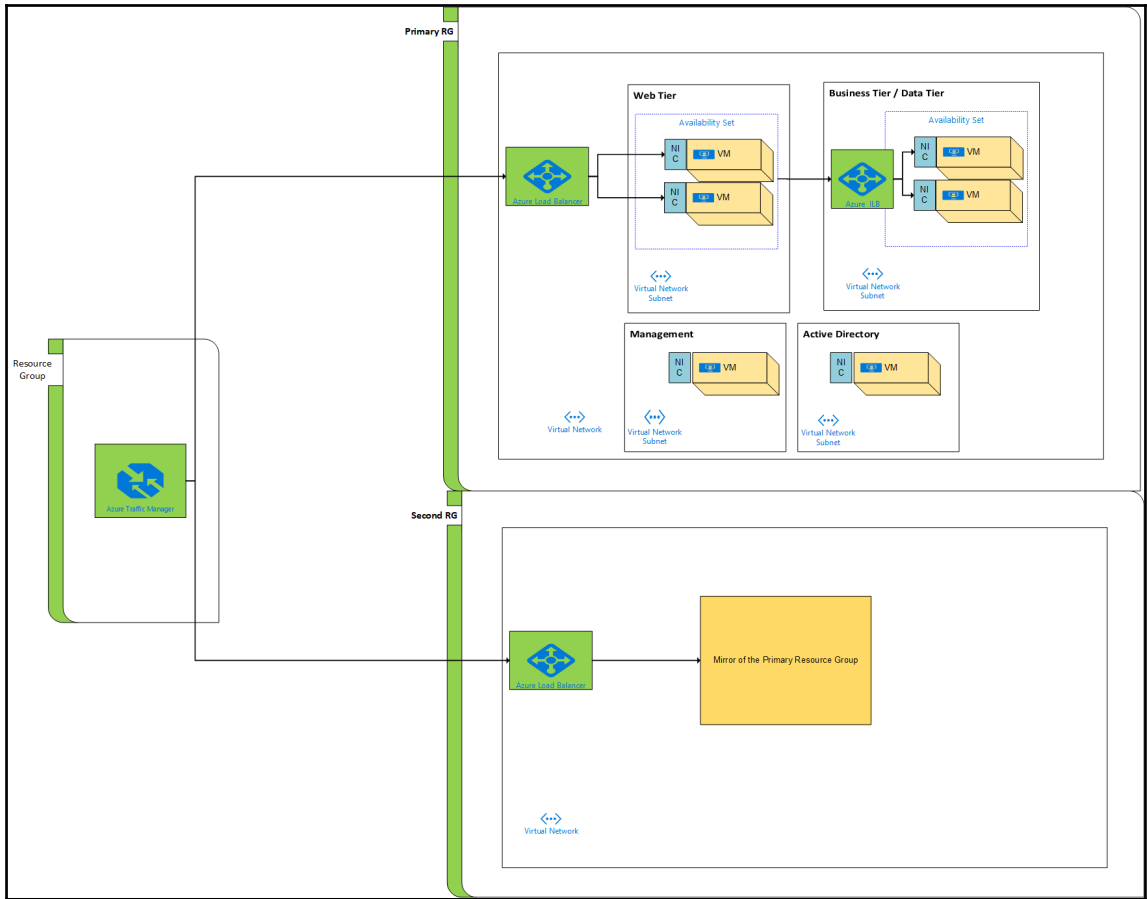 Primary RG
Web Tier
Availability Set
NI
C
VM
NI
C
VM
Azure Load Balancer
Virtual Network
Subnet
Business Tier / Data Tier
Availability Set
NI
C
VM
NI
C
VM
Azure ILB
Virtual Network
Subnet
Management
NI
C
VM
Virtual Network
Virtual Network
Subnet
Active Directory
NI
C
VM
Virtual Network
Subnet
Resource
Group
Azure Traffic Manager
Second RG
Azure Load Balancer
Mirror of the Primary Resource Group
Virtual Network